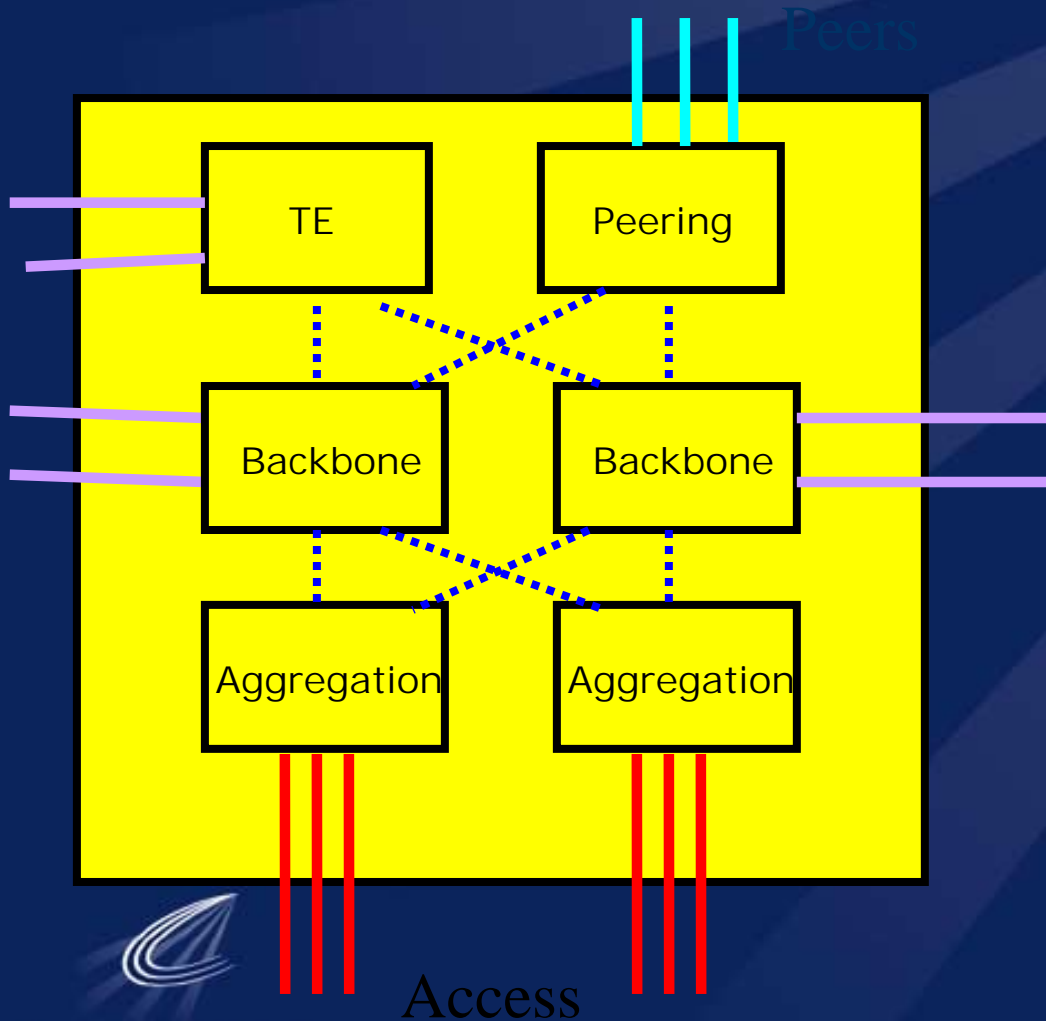 Peers
TE
Peering
Backbone
Backbone
Aggregation
Aggregation
Access